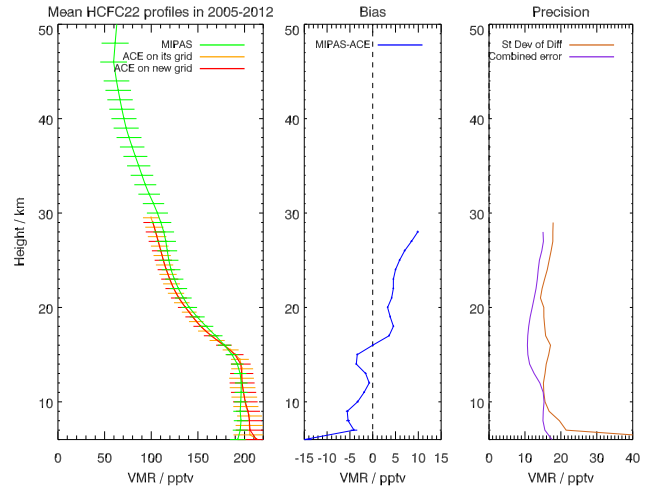 Mean HCFC22 profiles in 2005-2012
Bias
Precision
MIPAS
ACE on its grid
ACE on new grid
MIPAS-ACE
St Dev of Diff
Combined error
50
40
30
20
10
Height / km
0 50 100 150 200
VMR / pptv
50
40
30
20
10
-15 -10 -5 0 5 10 15
VMR / pptv
50
40
30
20
10
0 10 20 30 40
VMR / pptv